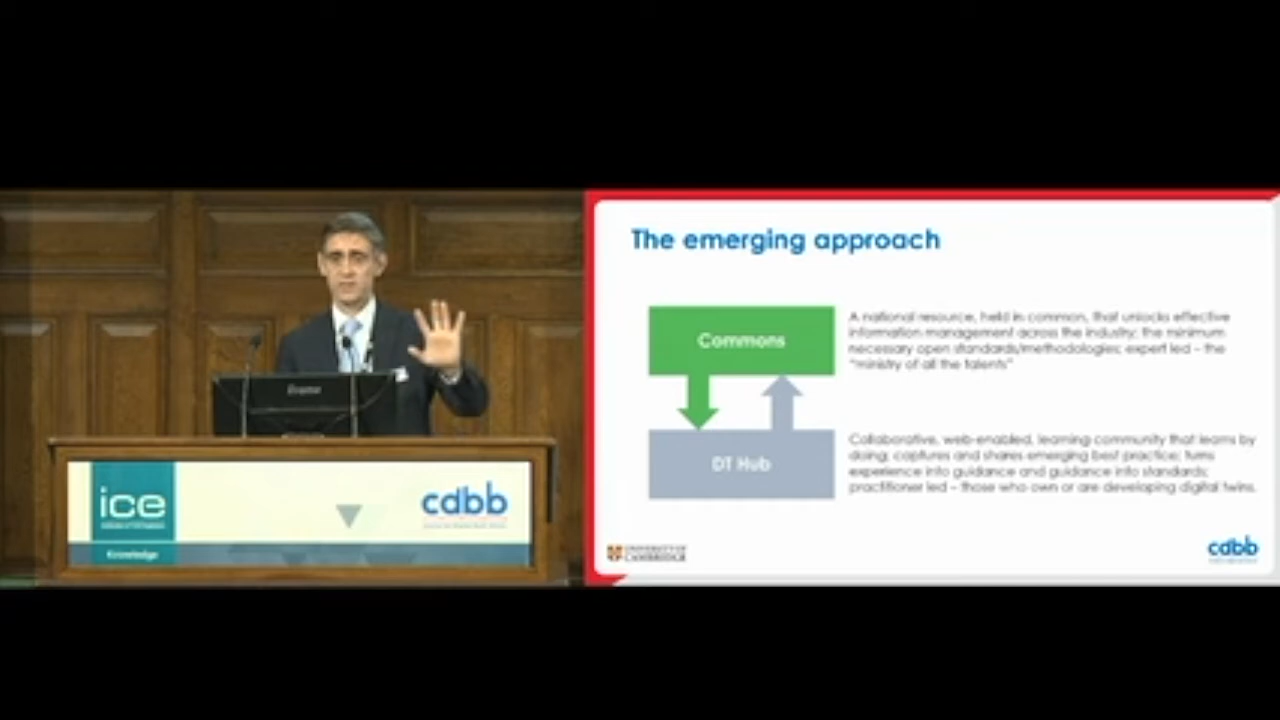 ice
Knowledge
cdbb
The emerging approach
Commons
A national resource, held in common, that unlocks effective
information management across the industry; the minimum
necessary open standards/methodologies; expert led – the
"ministry of all the talents"
DT Hub
Collaborative, web-enabled, learning community that learns by
doing; captures and shares emerging best practice; turns
experience into guidance and guidance into standards;
practitioner led – those who own or are developing digital twins.
UNIVERSITY OF
CAMBRIDGE
cdbb